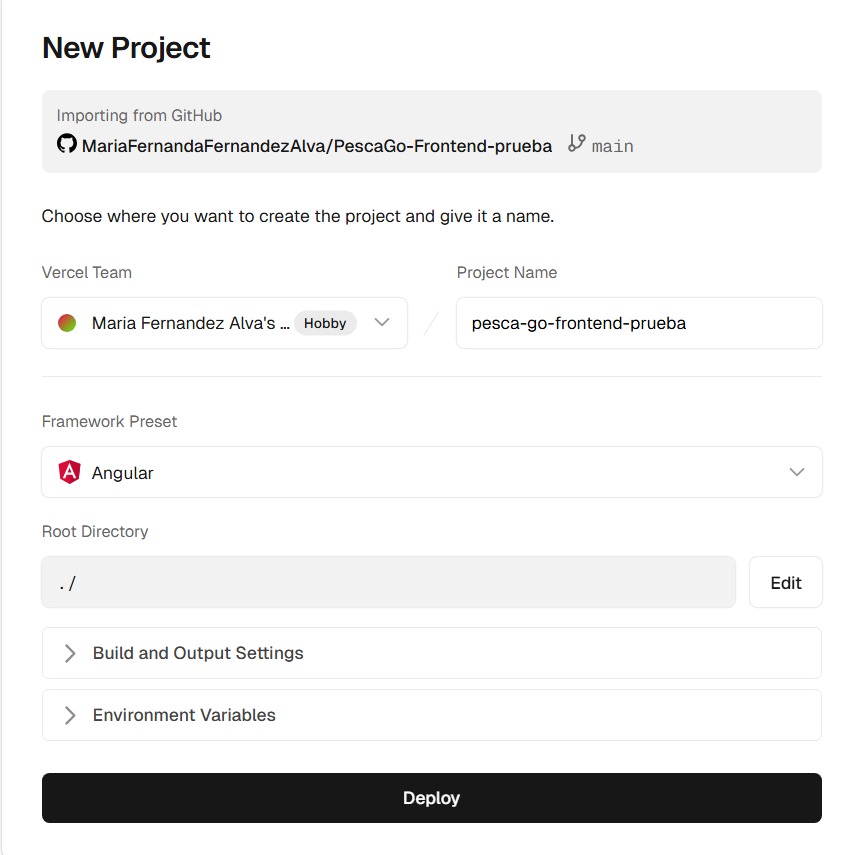 New Project
Importing from GitHub
MariaFernandaFernandezAlva/PescaGo-Frontend-prueba main
Choose where you want to create the project and give it a name.
Vercel Team
Project Name
Maria Fernandez Alva's ... Hobby
/
pesca-go-frontend-prueba
Framework Preset
Angular
Root Directory
./
Edit
Build and Output Settings
Environment Variables
Deploy